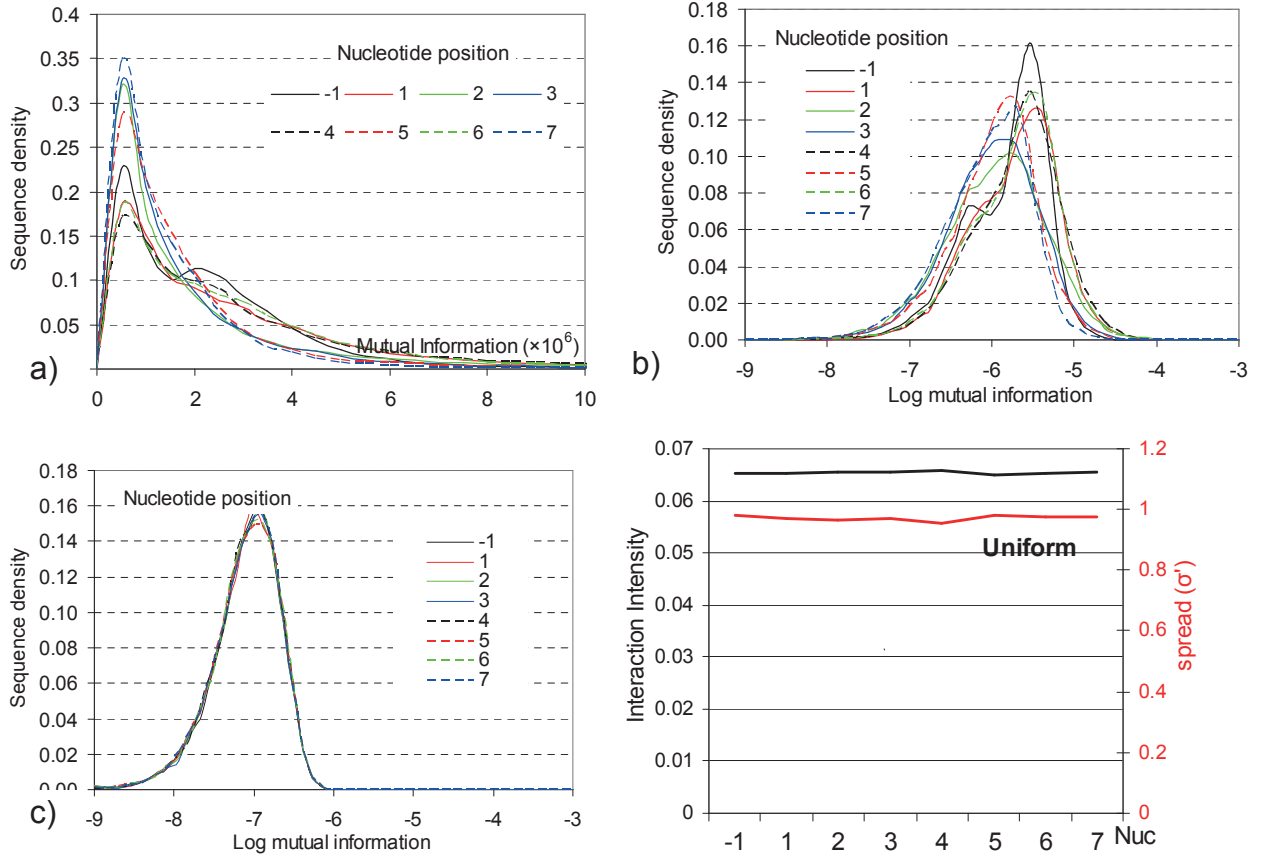 0.4
0.35
0.3
0.25
0.2
0.15
0.1
0.05
Sequence density
Nucleotide position
-1 1 2 3
4 5 6 7
Mutual Information (×10⁶)
0 2 4 6 8 10
a)
0.18
0.16
0.14
0.12
0.10
0.08
0.06
0.04
0.02
0.00
Sequence density
Nucleotide position
-1
1
2
3
4
5
6
7
-9 -8 -7 -6 -5 -4 -3
Log mutual information
b)
0.18
0.16
0.14
0.12
0.10
0.08
0.06
0.04
0.02
0.00
Sequence density
Nucleotide position
-1
1
2
3
4
5
6
7
-9 -8 -7 -6 -5 -4 -3
Log mutual information
c)
0.07
0.06
0.05
0.04
0.03
0.02
0.01
0
Interaction Intensity
Uniform
1.2
1
0.8
0.6
0.4
0.2
0
spread (σ')
-1 1 2 3 4 5 6 7 Nuc